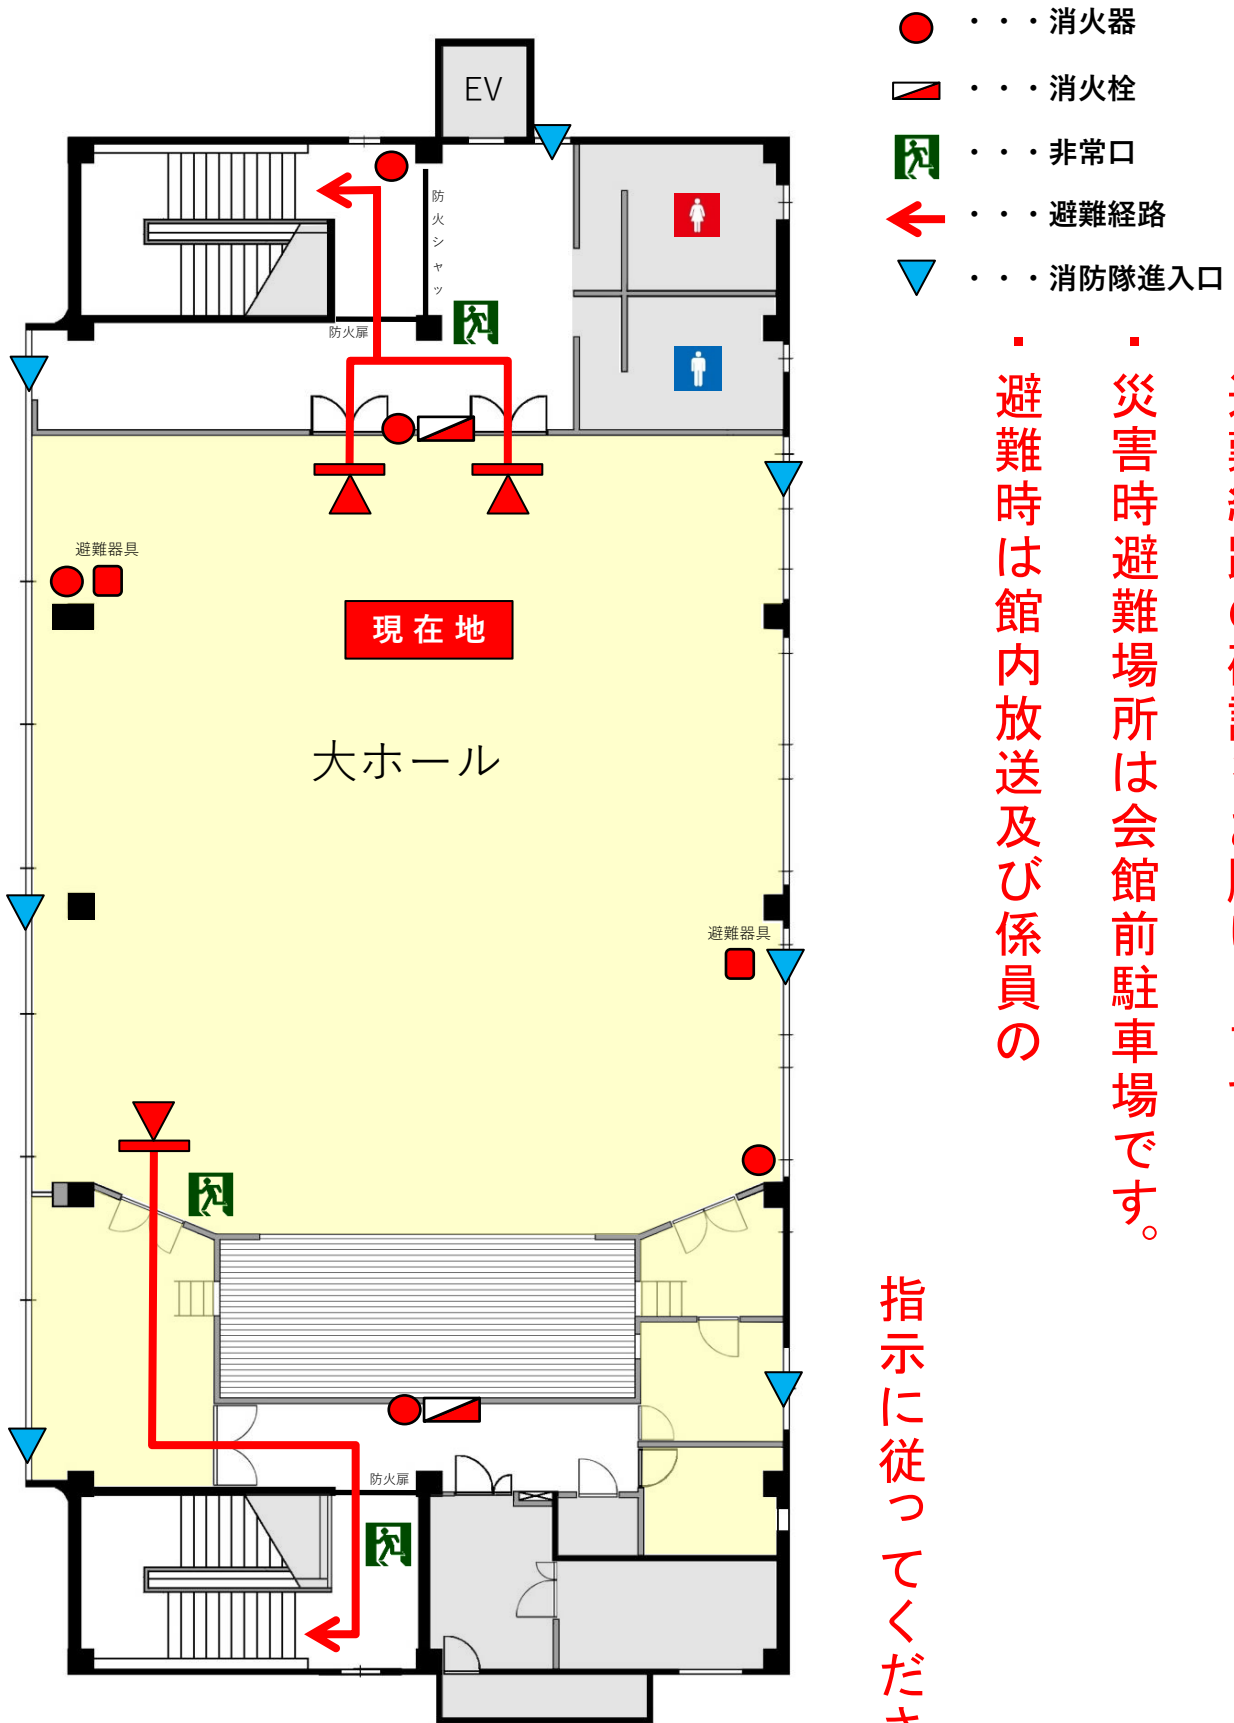 ・・・消火器
・・・消火栓
・・・非常口
・・・避難経路
・・・消防隊進入口
EV
防火シャッ
防火扉
避難器具
現在地
大ホール
避難器具
防火扉
・災害時避難場所は会館前駐車場です。
・避難時は館内放送及び係員の
指示に従ってくださ